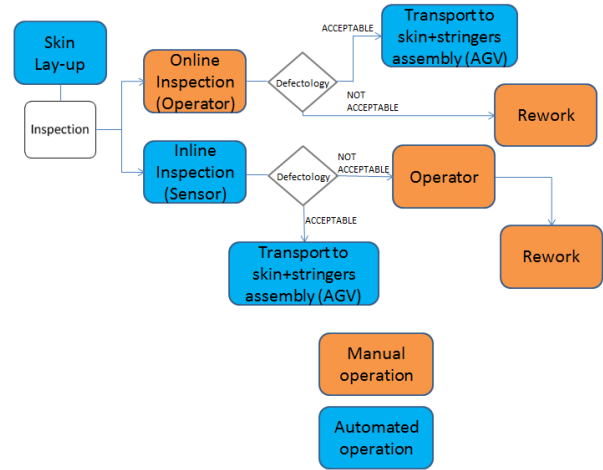 Skin
Lay-up
Inspection
Online
Inspection
(Operator)
Defectology
ACCEPTABLE
Transport to
skin+stringers
assembly (AGV)
NOT
ACCEPTABLE
Rework
Inline
Inspection
(Sensor)
Defectology
NOT
ACCEPTABLE
Operator
Rework
ACCEPTABLE
Transport to
skin+stringers
assembly (AGV)
Manual
operation
Automated
operation